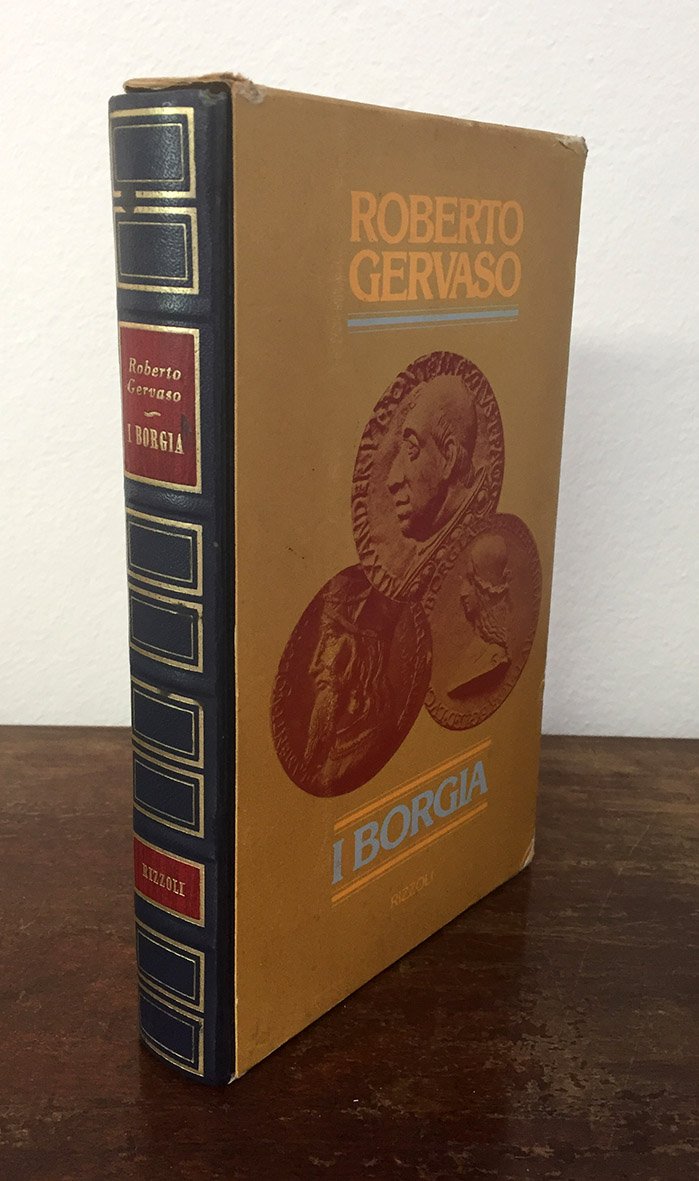 Roberto
Gervaso
I BORGIA
RIZZOLI
ROBERTO
GERVASO
I BORGIA
RIZZOLI